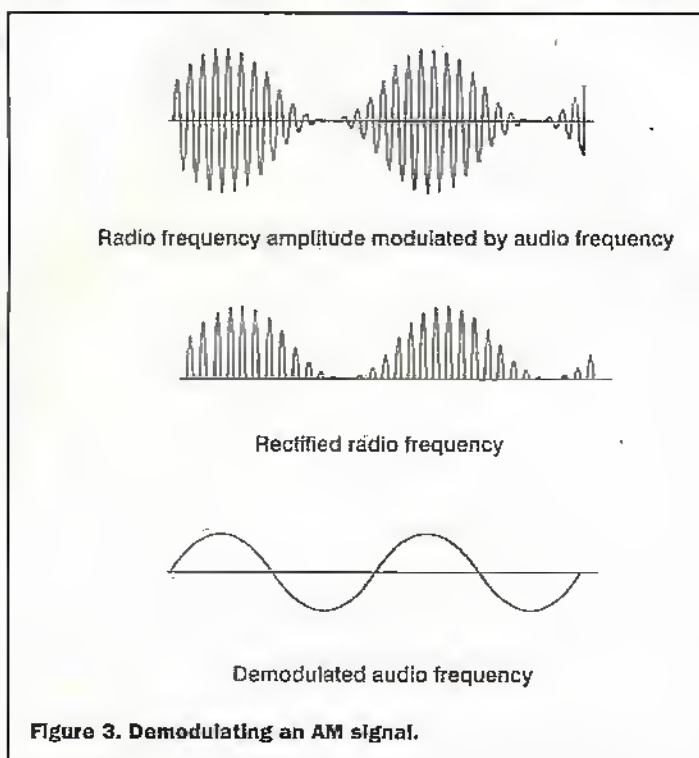 Radio frequency amplitude modulated by audio frequency
Rectified radio frequency
Demodulated audio frequency
Figure 3. Demodulating an AM signal.